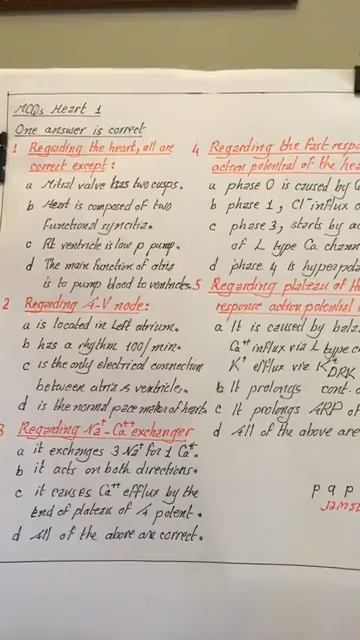 MCQs Heart 1
One answer is correct
1 Regarding the heart, all are
correct except:
a Mitral valve has two cusps.
b Heart is composed of two
Functional syncitia.
c Rt ventricle is low p pump.
d The main function of atria
is to pump blood to ventricles.
2 Regarding A-V node:
a is located in left atrium.
b has a rhythm 100/min.
c is the only electrical connection
between atria & ventricle.
d is the normal pace maker of heart.
3 Regarding Na+-Ca++ exchanger
a it exchanges 3 Na+ for 1 Ca++.
b it acts on both directions.
c it causes Ca++ efflux by the
end of plateau of A potent.
d All of the above are correct.
4 Regarding the fast respo
action potential of the hea
a phase 0 is caused by
b phase 1, Cl- influx
c phase 3, starts by
of L type Ca chann
d phase 4 is hyperpola
5 Regarding plateau of
response action potential
a It is caused by
Ca++ influx via L type
K+ efflux via K+ DRK
b It prolongs cont.
c It prolongs ARP of
d All of the above are
p q p